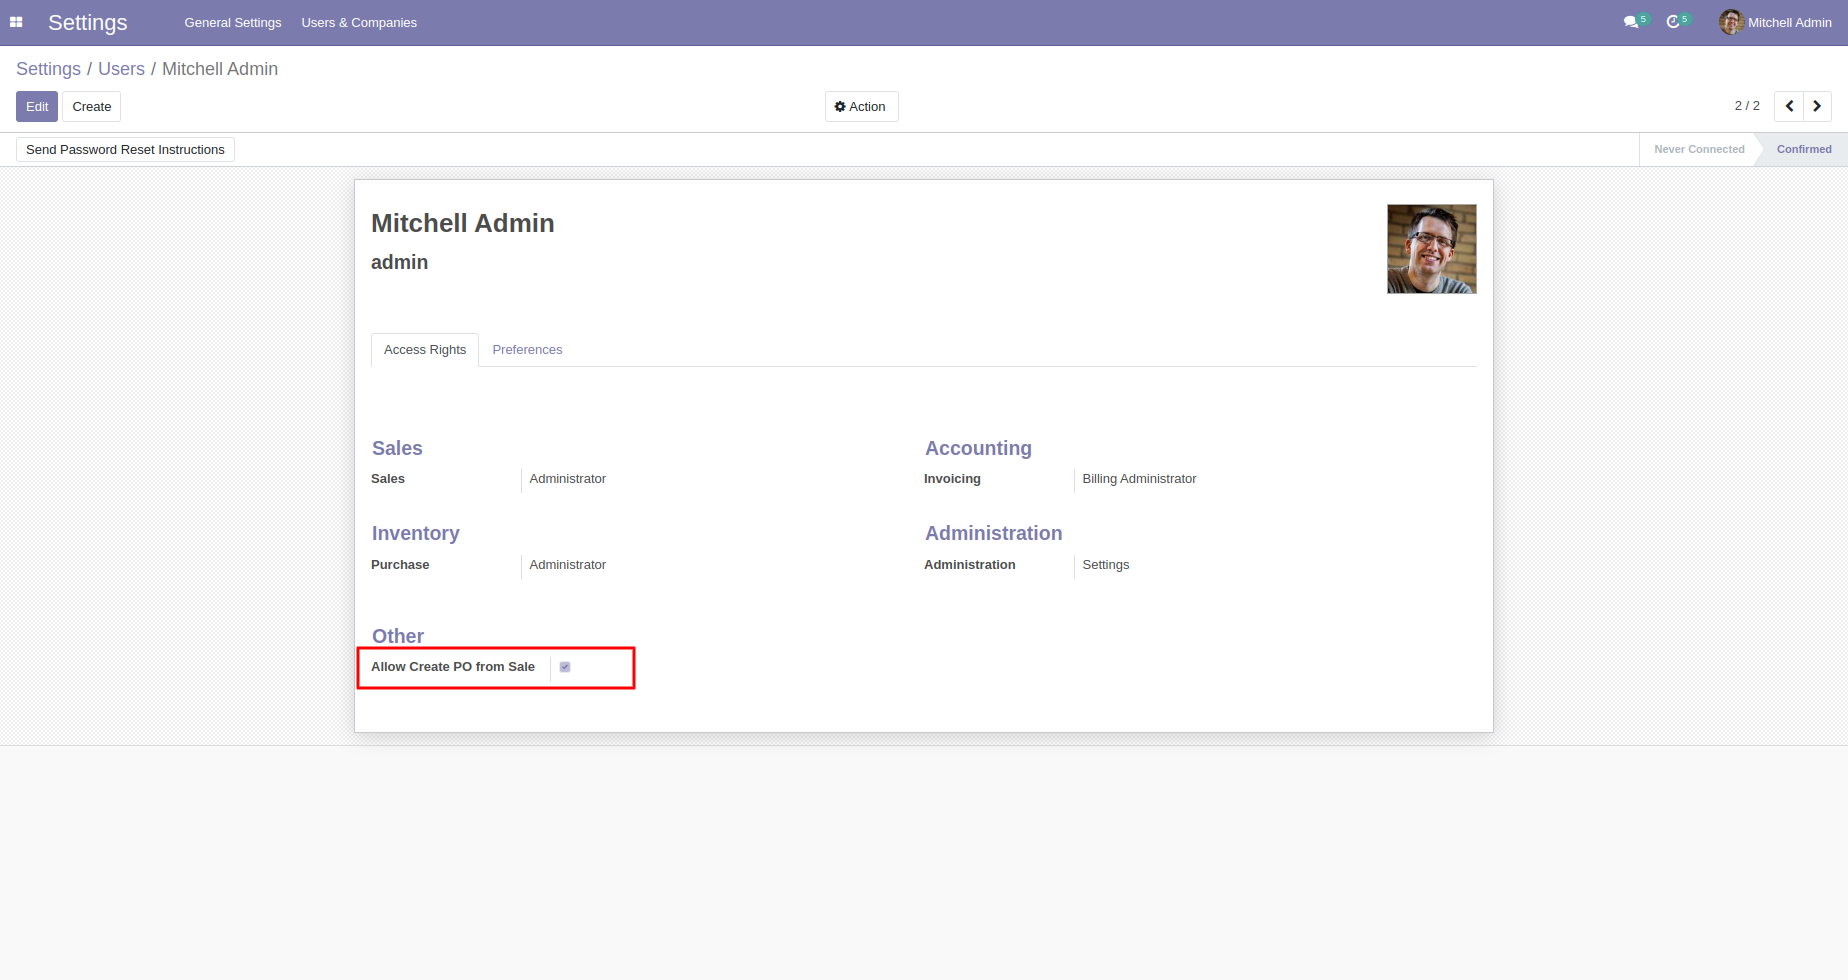 Settings General Settings Users & Companies 5 5 Mitchell Admin
Settings / Users / Mitchell Admin
Edit Create Action 2 / 2
Send Password Reset Instructions Never Connected Confirmed
Mitchell Admin
admin
Access Rights Preferences
Sales Accounting
Sales Administrator Invoicing Billing Administrator
Inventory Administration
Purchase Administrator Administration Settings
Other
Allow Create PO from Sale